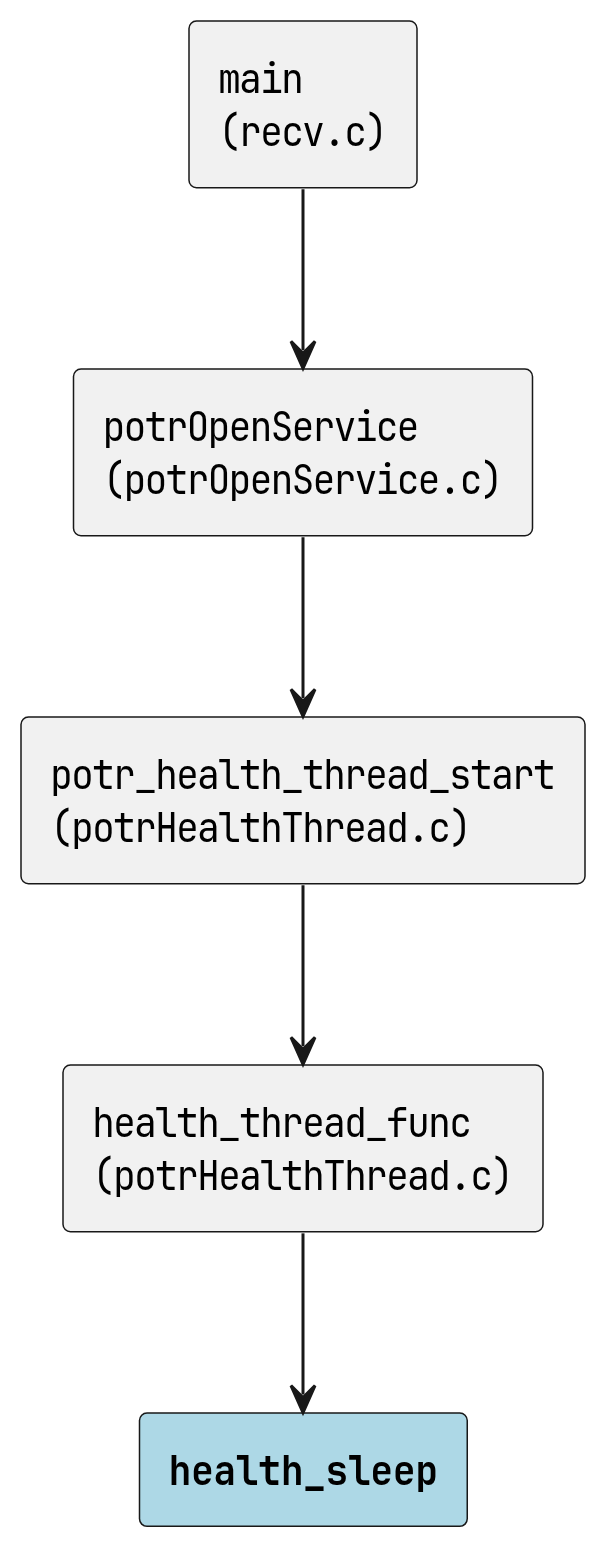 main
(recv.c)
potrOpenService
(potrOpenService.c)
potr_health_thread_start
(potrHealthThread.c)
health_thread_func
(potrHealthThread.c)
health_sleep